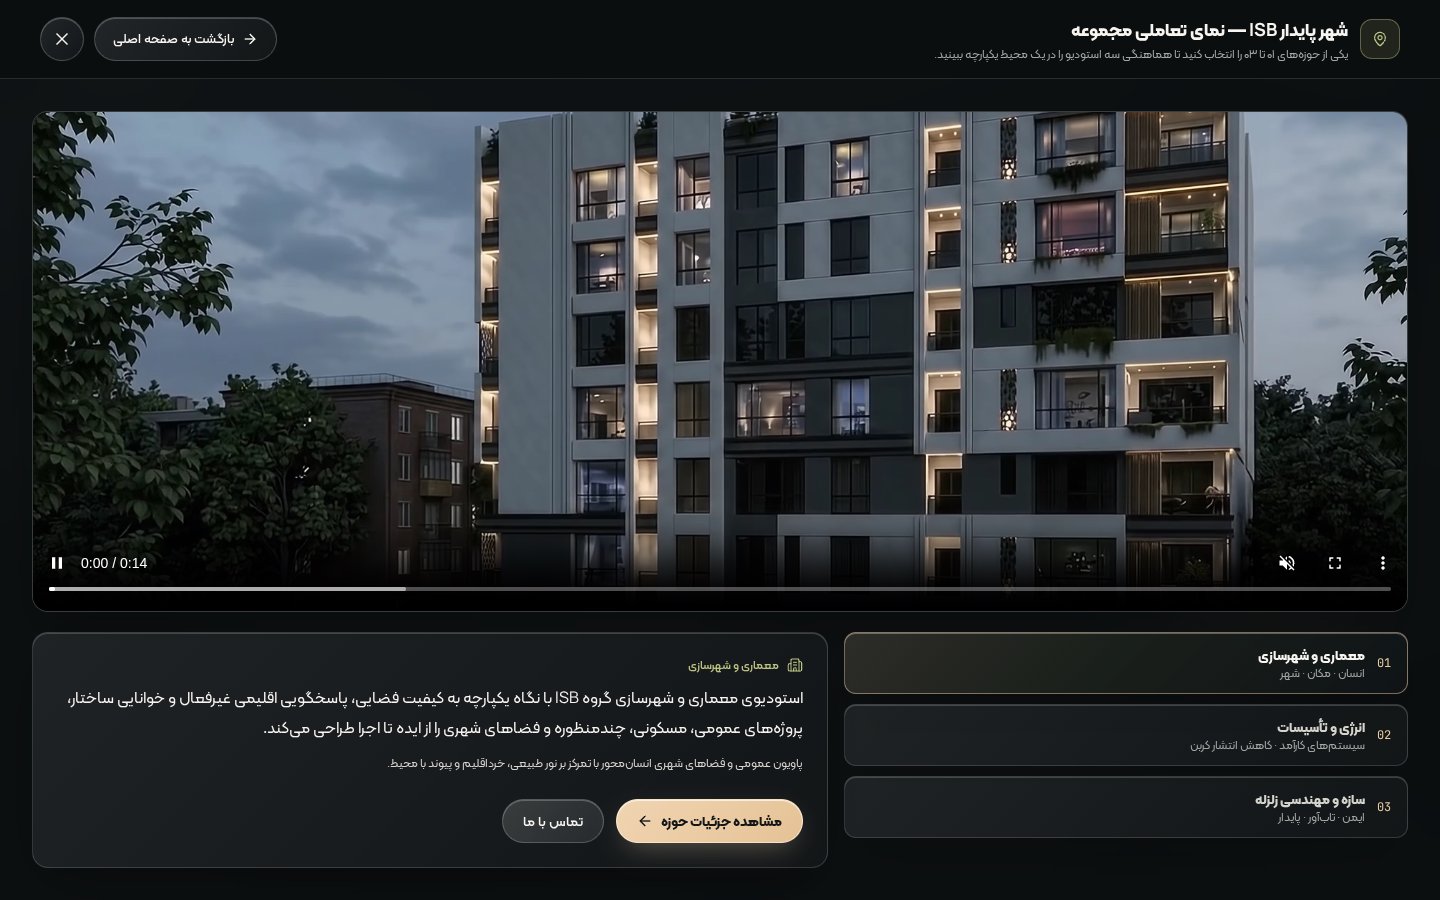 شهر پایدار ISB — نمای تعاملی مجموعه
یکی از حوزه‌های ۰۱ تا ۰۳ را انتخاب کنید تا هماهنگی سه استودیو را در یک محیط یکپارچه ببینید.
بازگشت به صفحه اصلی
0:00 / 0:14
01
معماری و شهرسازی
انسان · مکان · شهر
02
انرژی و تأسیسات
سیستم‌های کارآمد · کاهش انتشار کربن
03
سازه و مهندسی زلزله
ایمن · تاب‌آور · پایدار
معماری و شهرسازی
استودیوی معماری و شهرسازی گروه ISB با نگاه یکپارچه به کیفیت فضایی، پاسخگویی اقلیمی و خوانایی ساختار،
پروژه‌های عمومی، مسکونی، چندمنظوره و فضاهای شهری را از ایده تا اجرا طراحی می‌کند.
پاویون عمومی و فضاهای شهری انسان‌محور با تمرکز بر نور طبیعی، خرداقلیم و پیوند با محیط.
مشاهده جزئیات حوزه
تماس با ما